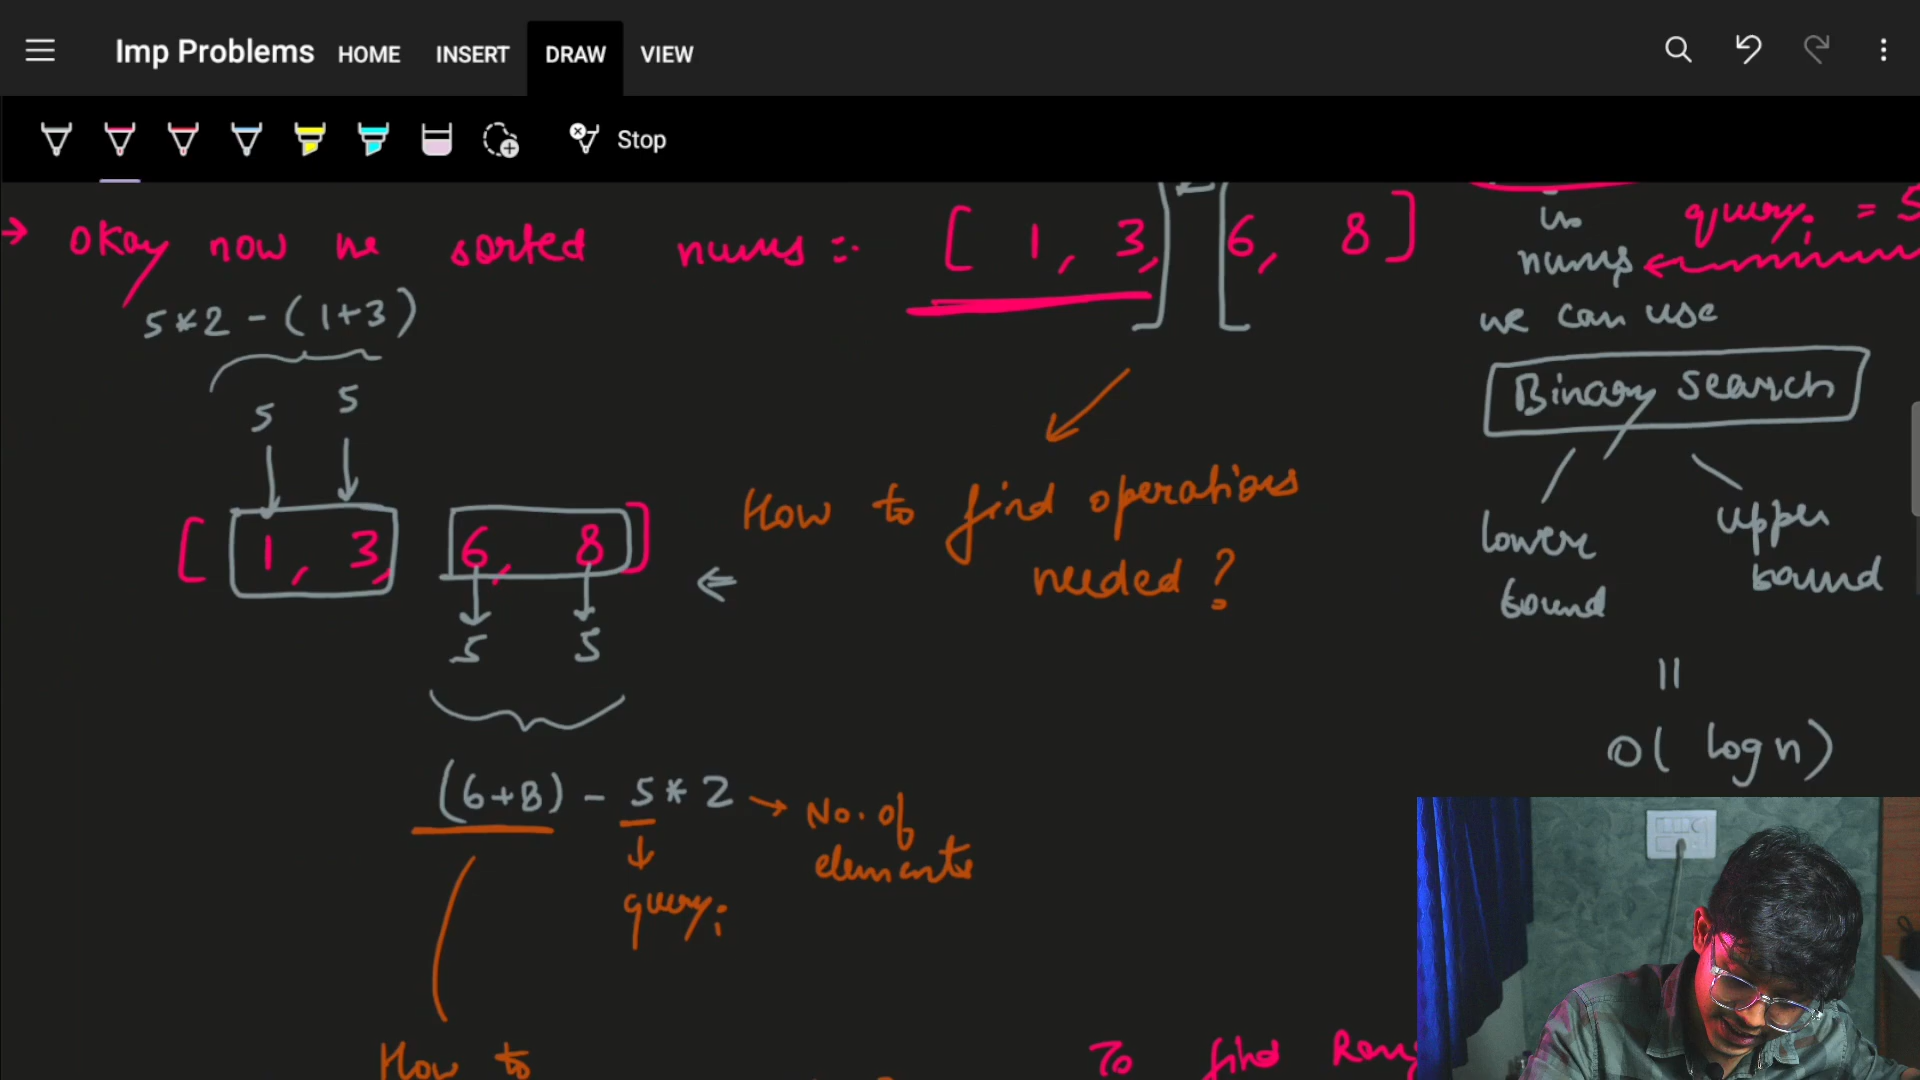 Imp Problems HOME INSERT DRAW VIEW
Stop
→ okay now we sorted nums :- [ 1, 3, 6, 8 ]
in
nums
query i = 5
we can use
Binary Search
lower bound
upper bound
||
O( log n)
5*2 - (1+3)
5 5
[ 1, 3, 6, 8 ]
5 5
How to find operations
needed ?
(6+8) - 5 * 2 → No. of
elements
query i
How to
To find